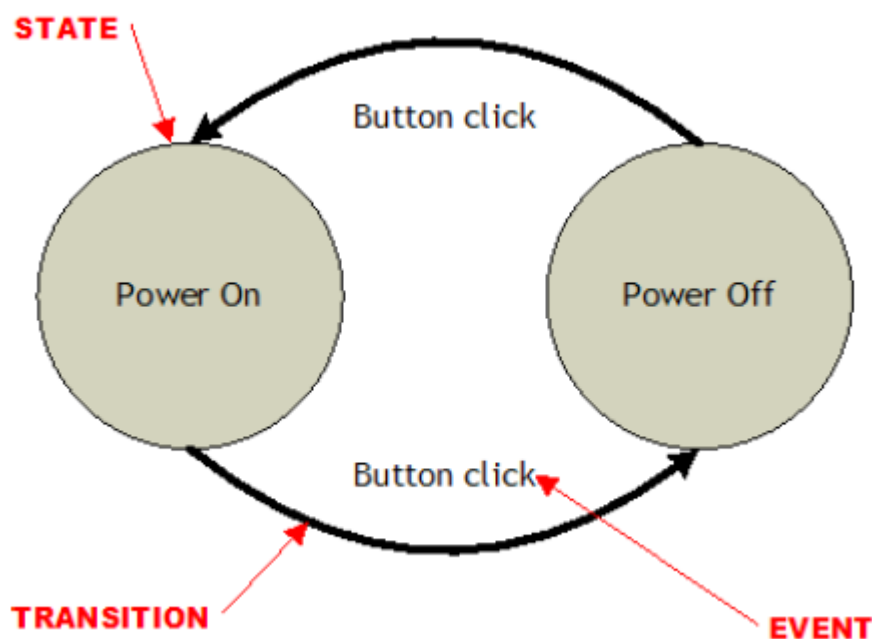 STATE
Button click
Power On
Power Off
Button click
TRANSITION
EVENT